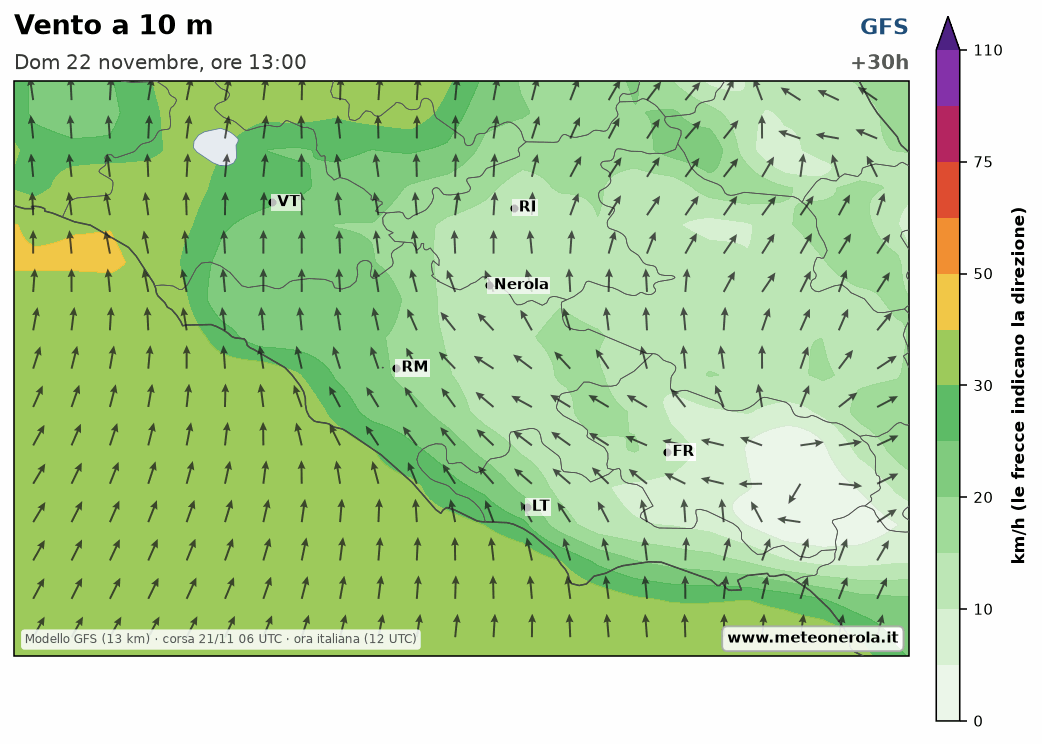 Vento a 10 m
GFS
Dom 22 novembre, ore 13:00
+30h
110
75
50
30
20
10
0
km/h (le frecce indicano la direzione)
VT
RI
Nerola
RM
FR
LT
Modello GFS (13 km) · corsa 21/11 06 UTC · ora italiana (12 UTC)
www.meteonerola.it